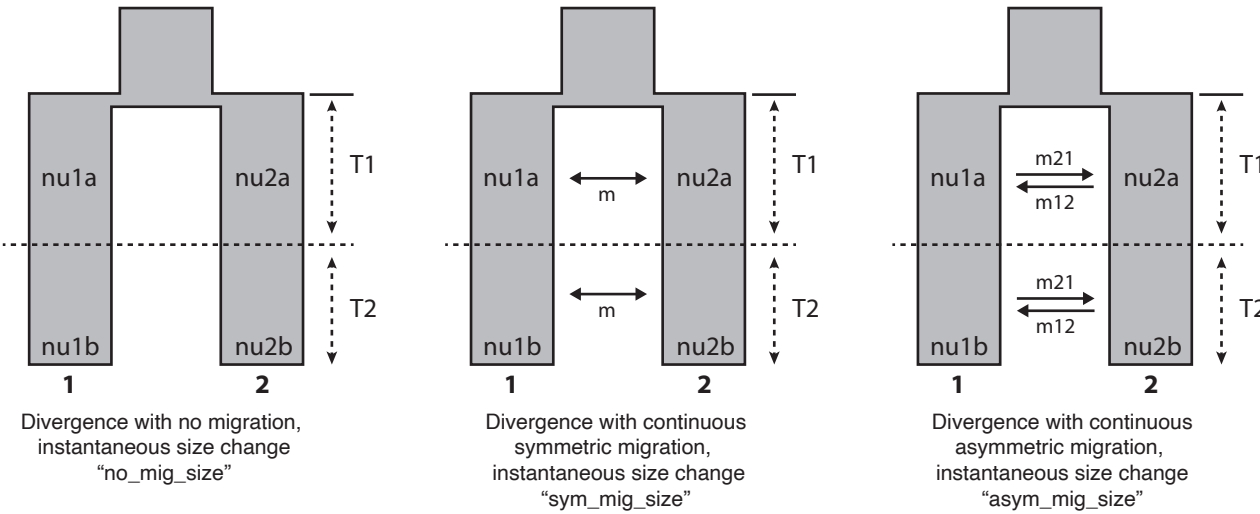 nu1a
nu2a
T1
nu1b
nu2b
T2
1
2
Divergence with no migration,
instantaneous size change
“no_mig_size”
nu1a
m
nu2a
T1
m
nu1b
nu2b
T2
1
2
Divergence with continuous
symmetric migration,
instantaneous size change
“sym_mig_size”
nu1a
m21
m12
nu2a
T1
m21
m12
nu1b
nu2b
T2
1
2
Divergence with continuous
asymmetric migration,
instantaneous size change
“asym_mig_size”